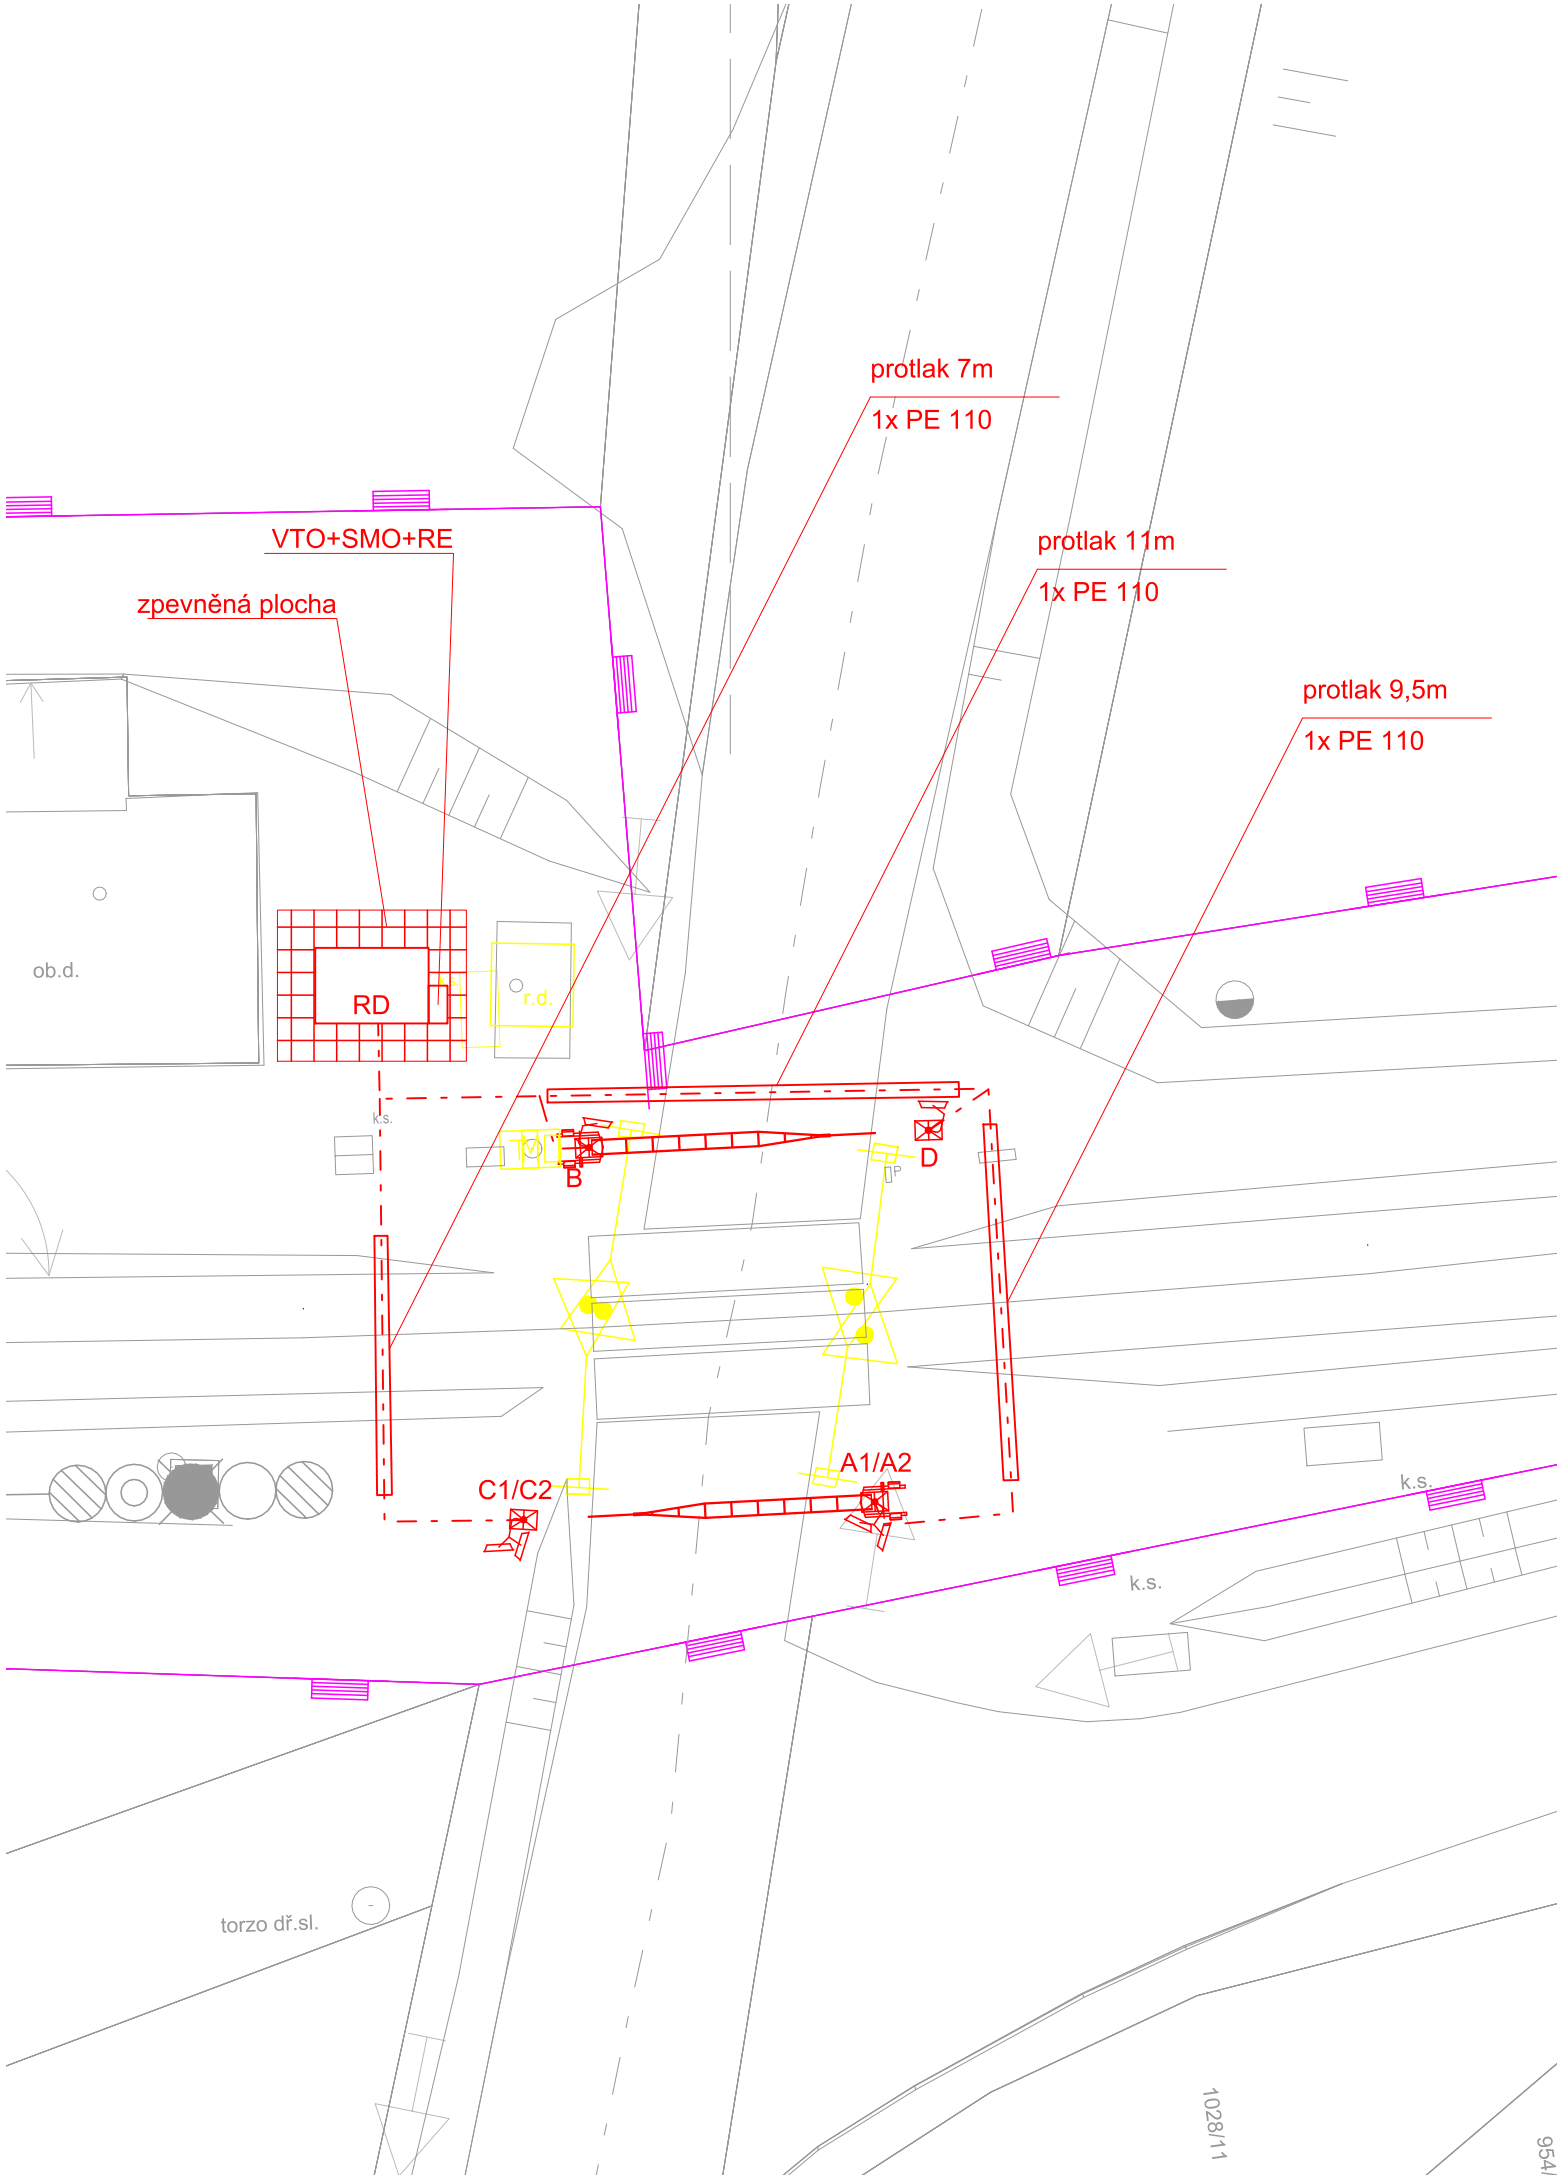 protlak 7m
1x PE 110
VTO+SMO+RE
protlak 11m
1x PE 110
zpevněná plocha
protlak 9,5m
1x PE 110
ob.d.
r.d.
RD
k.s.
B
D
P
C1/C2
A1/A2
k.s.
k.s.
torzo dř.sl.
1028/11
954/